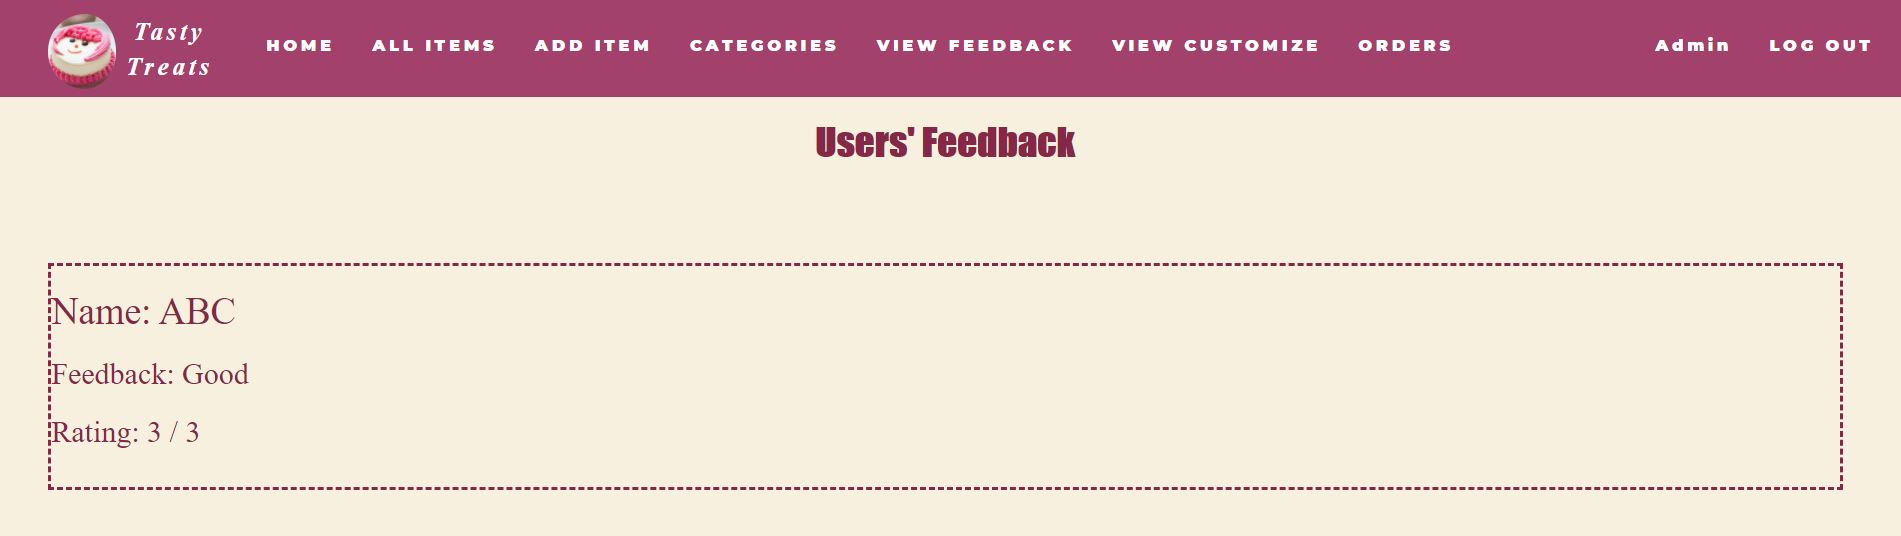 Tasty
Treats
HOME ALL ITEMS ADD ITEM CATEGORIES VIEW FEEDBACK VIEW CUSTOMIZE ORDERS Admin LOG OUT
Users' Feedback
Name: ABC
Feedback: Good
Rating: 3 / 3